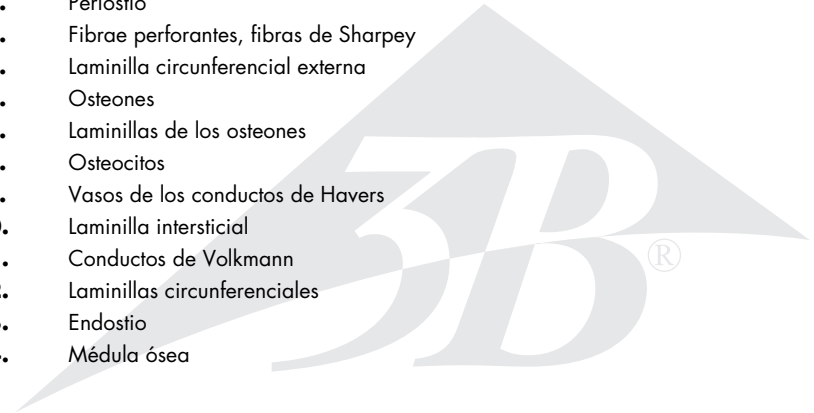 . Periostio
. Fibrae perforantes, fibras de Sharpey
. Laminilla circunferencial externa
. Osteones
. Laminillas de los osteones
. Osteocitos
. Vasos de los conductos de Havers
. Laminilla intersticial
. Conductos de Volkmann
. Laminillas circunferenciales
. Endostio
. Médula ósea
3B
®